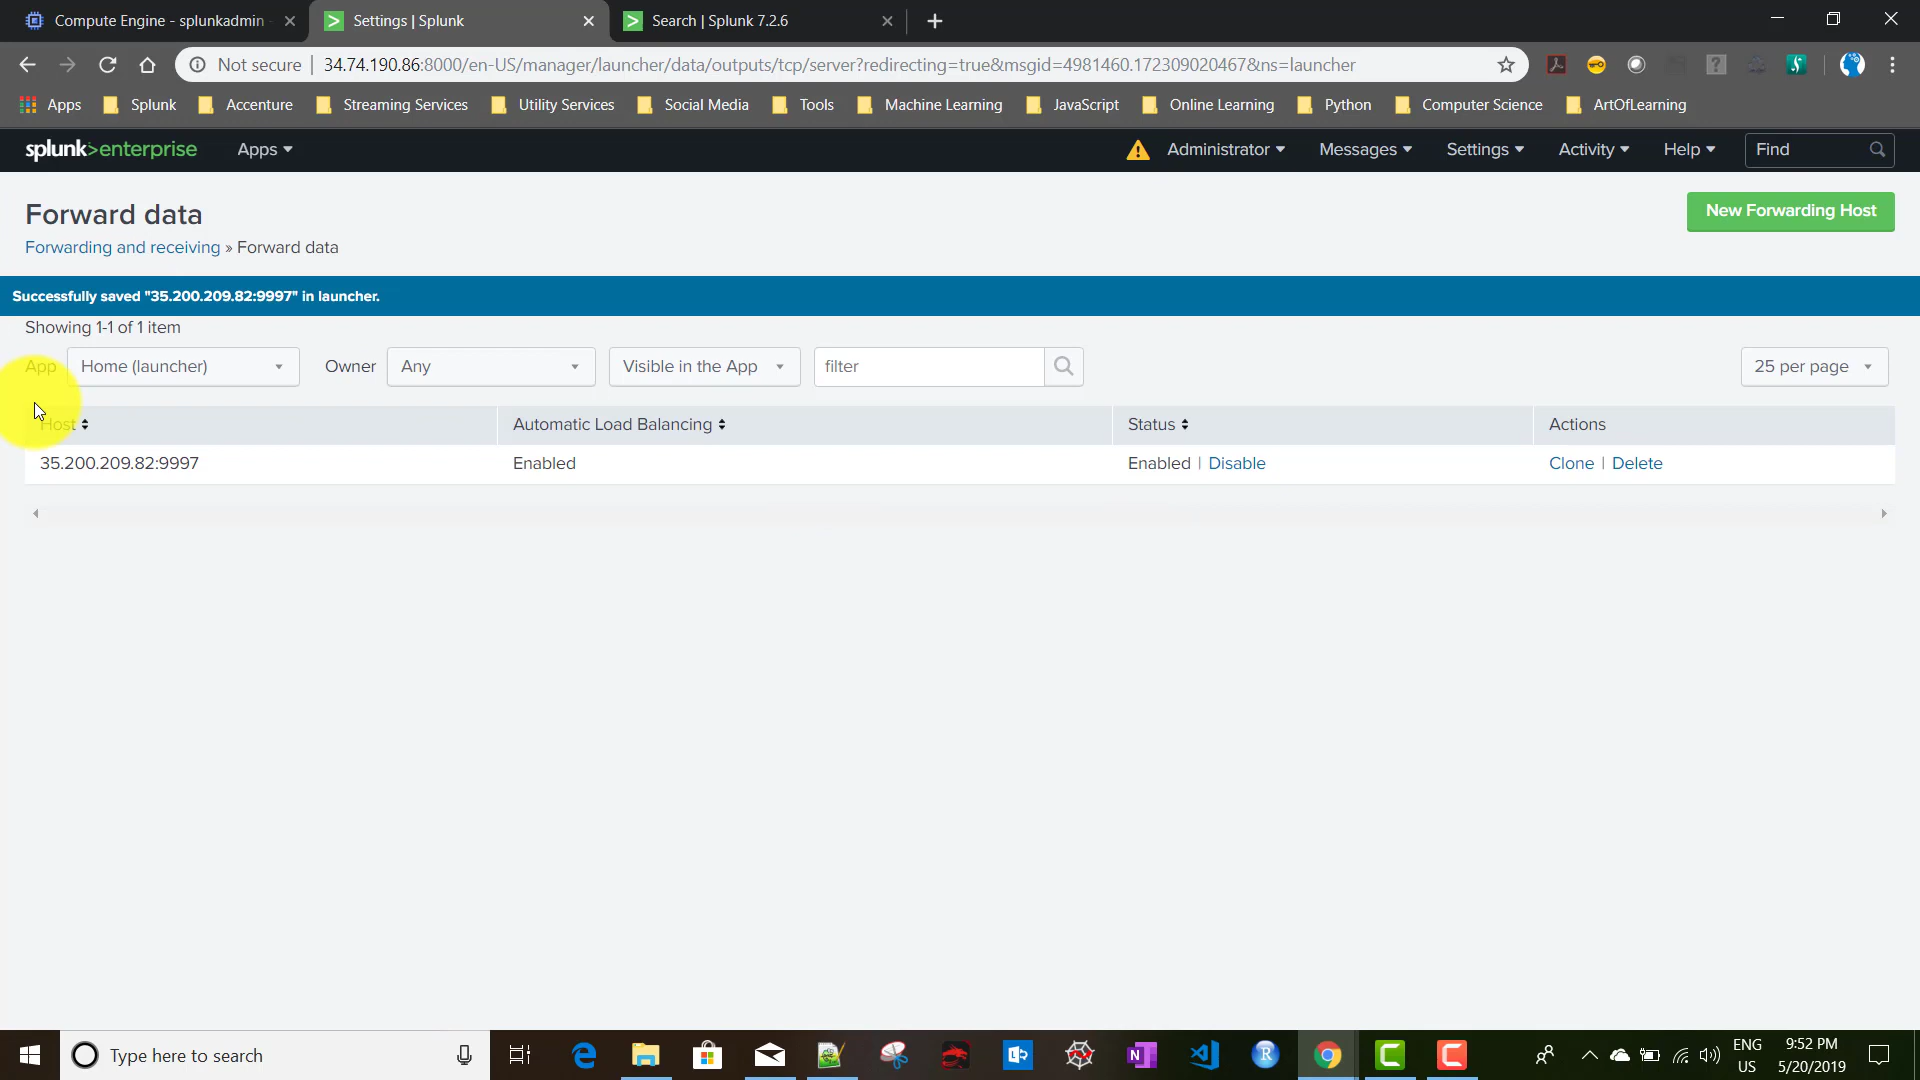 Compute Engine - splunkadmin
Settings | Splunk
Search | Splunk 7.2.6
Not secure | 34.74.190.86:8000/en-US/manager/launcher/data/outputs/tcp/server?redirecting=true&msgid=4981460.172309020467&ns=launcher
Apps Splunk Accenture Streaming Services Utility Services Social Media Tools Machine Learning JavaScript Online Learning Python Computer Science ArtOfLearning
splunk>enterprise Apps Administrator Messages Settings Activity Help Find
Forward data
New Forwarding Host
Forwarding and receiving » Forward data
Successfully saved "35.200.209.82:9997" in launcher.
Showing 1-1 of 1 item
App Home (launcher) Owner Any Visible in the App filter 25 per page
Host Automatic Load Balancing Status Actions
35.200.209.82:9997 Enabled Enabled | Disable Clone | Delete
Type here to search
ENG
US
9:52 PM
5/20/2019